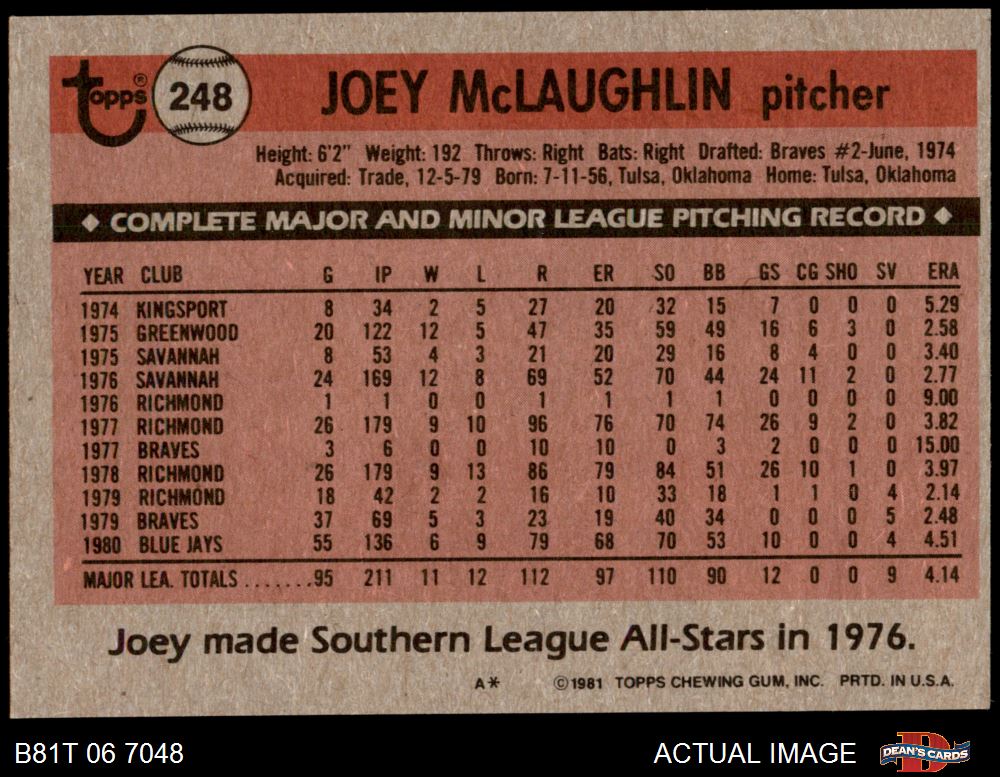 Topps® 248 JOEY McLAUGHLIN pitcher
Height: 6'2" Weight: 192 Throws: Right Bats: Right Drafted: Braves #2-June, 1974
Acquired: Trade, 12-5-79 Born: 7-11-56, Tulsa, Oklahoma Home: Tulsa, Oklahoma
◆ COMPLETE MAJOR AND MINOR LEAGUE PITCHING RECORD ◆
YEAR CLUB G IP W L R ER SO BB GS CG SHO SV ERA
1974 KINGSPORT 8 34 2 5 27 20 32 15 7 0 0 0 5.29
1975 GREENWOOD 20 122 12 5 47 35 59 49 16 6 3 0 2.58
1975 SAVANNAH 8 53 4 3 21 20 29 16 8 4 0 0 3.40
1976 SAVANNAH 24 169 12 8 69 52 70 44 24 11 2 0 2.77
1976 RICHMOND 1 1 0 0 1 1 1 1 0 0 0 0 9.00
1977 RICHMOND 26 179 9 10 96 76 70 74 26 9 2 0 3.82
1977 BRAVES 3 6 0 0 10 10 0 3 2 0 0 0 15.00
1978 RICHMOND 26 179 9 13 86 79 84 51 26 10 1 0 3.97
1979 RICHMOND 18 42 2 2 16 10 33 18 1 1 0 4 2.14
1979 BRAVES 37 69 5 3 23 19 40 34 0 0 0 5 2.48
1980 BLUE JAYS 55 136 6 9 79 68 70 53 10 0 0 4 4.51
MAJOR LEA. TOTALS .......95 211 11 12 112 97 110 90 12 0 0 9 4.14
Joey made Southern League All-Stars in 1976.
A* ©1981 TOPPS CHEWING GUM, INC. PRTD. IN U.S.A.
B81T 06 7048 ACTUAL IMAGE D DEAN'S CARDS